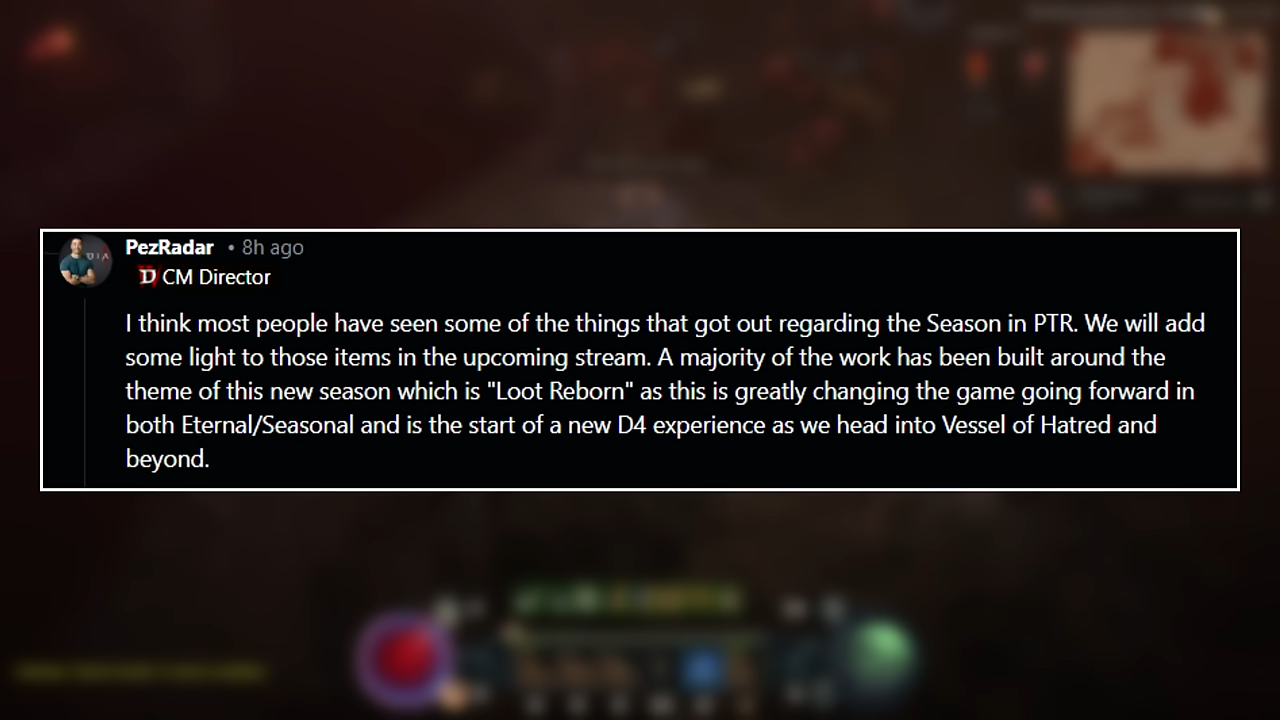 PezRadar • 8h ago
CM Director
I think most people have seen some of the things that got out regarding the Season in PTR. We will add
some light to those items in the upcoming stream. A majority of the work has been built around the
theme of this new season which is "Loot Reborn" as this is greatly changing the game going forward in
both Eternal/Seasonal and is the start of a new D4 experience as we head into Vessel of Hatred and
beyond.